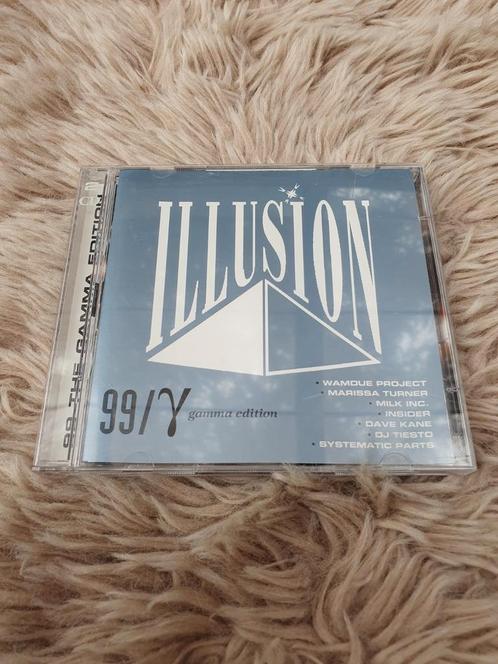 ILLUSION
99/γ gamma edition
• WAMDUE PROJECT
• MARISSA TURNER
• MILK INC.
• INSIDER
• DAVE KANE
• DJ TIESTO
• SYSTEMATIC PARTS
99 THE GAMMA EDITION